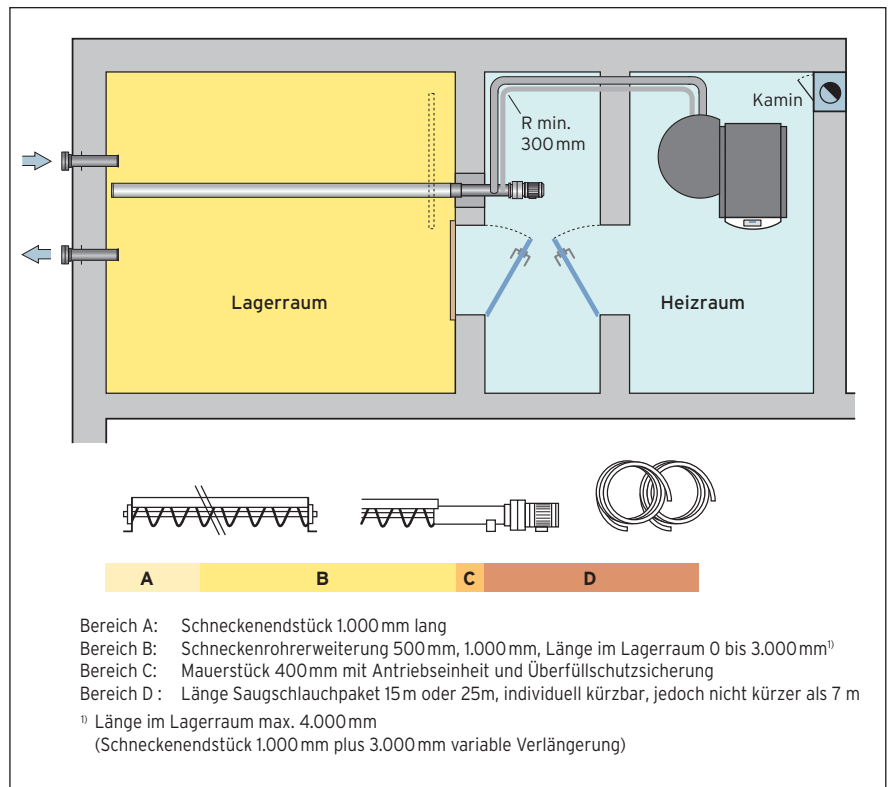 Kamin
R min.
300 mm
Lagerraum
Heizraum
A B C D
Bereich A: Schneckenendstück 1.000 mm lang
Bereich B: Schneckenrohrerweiterung 500 mm, 1.000 mm, Länge im Lagerraum 0 bis 3.000 mm¹⁾
Bereich C: Mauerstück 400 mm mit Antriebseinheit und Überfüllschutzsicherung
Bereich D : Länge Saugschlauchpaket 15 m oder 25m, individuell kürzbar, jedoch nicht kürzer als 7 m
¹⁾ Länge im Lagerraum max. 4.000 mm
(Schneckenendstück 1.000 mm plus 3.000 mm variable Verlängerung)